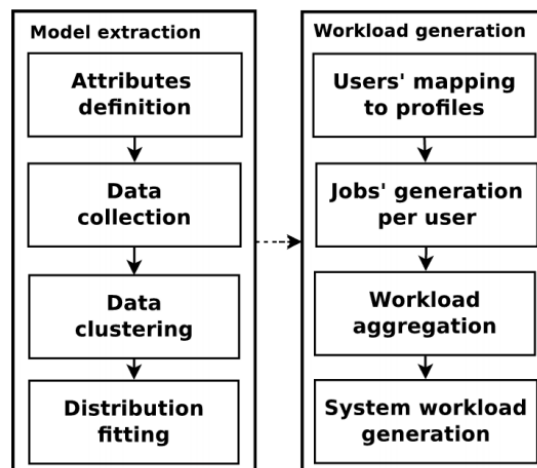 Model extraction
Attributes
definition
Data
collection
Data
clustering
Distribution
fitting
Workload generation
Users' mapping
to profiles
Jobs' generation
per user
Workload
aggregation
System workload
generation